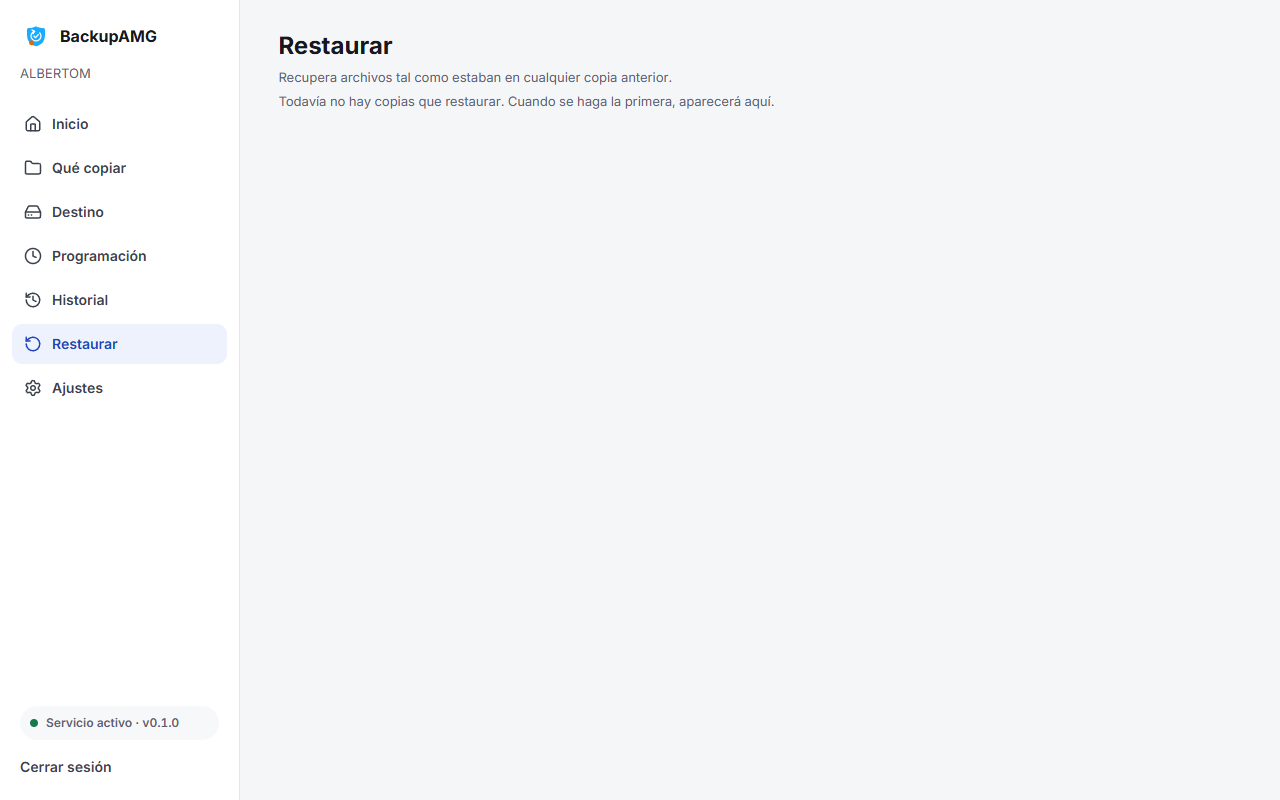 BackupAMG
ALBERTOM
Inicio
Qué copiar
Destino
Programación
Historial
Restaurar
Ajustes
Servicio activo · v0.1.0
Cerrar sesión
Restaurar
Recupera archivos tal como estaban en cualquier copia anterior.
Todavía no hay copias que restaurar. Cuando se haga la primera, aparecerá aquí.